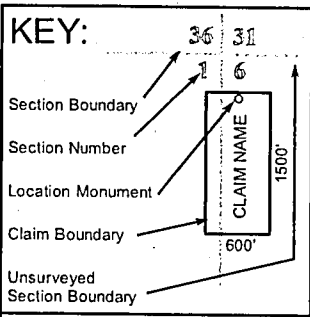 KEY:
36 31
1 6
Section Boundary
Section Number
Location Monument
Claim Boundary
Unsurveyed
Section Boundary
CLAIM NAME
1500'
600'